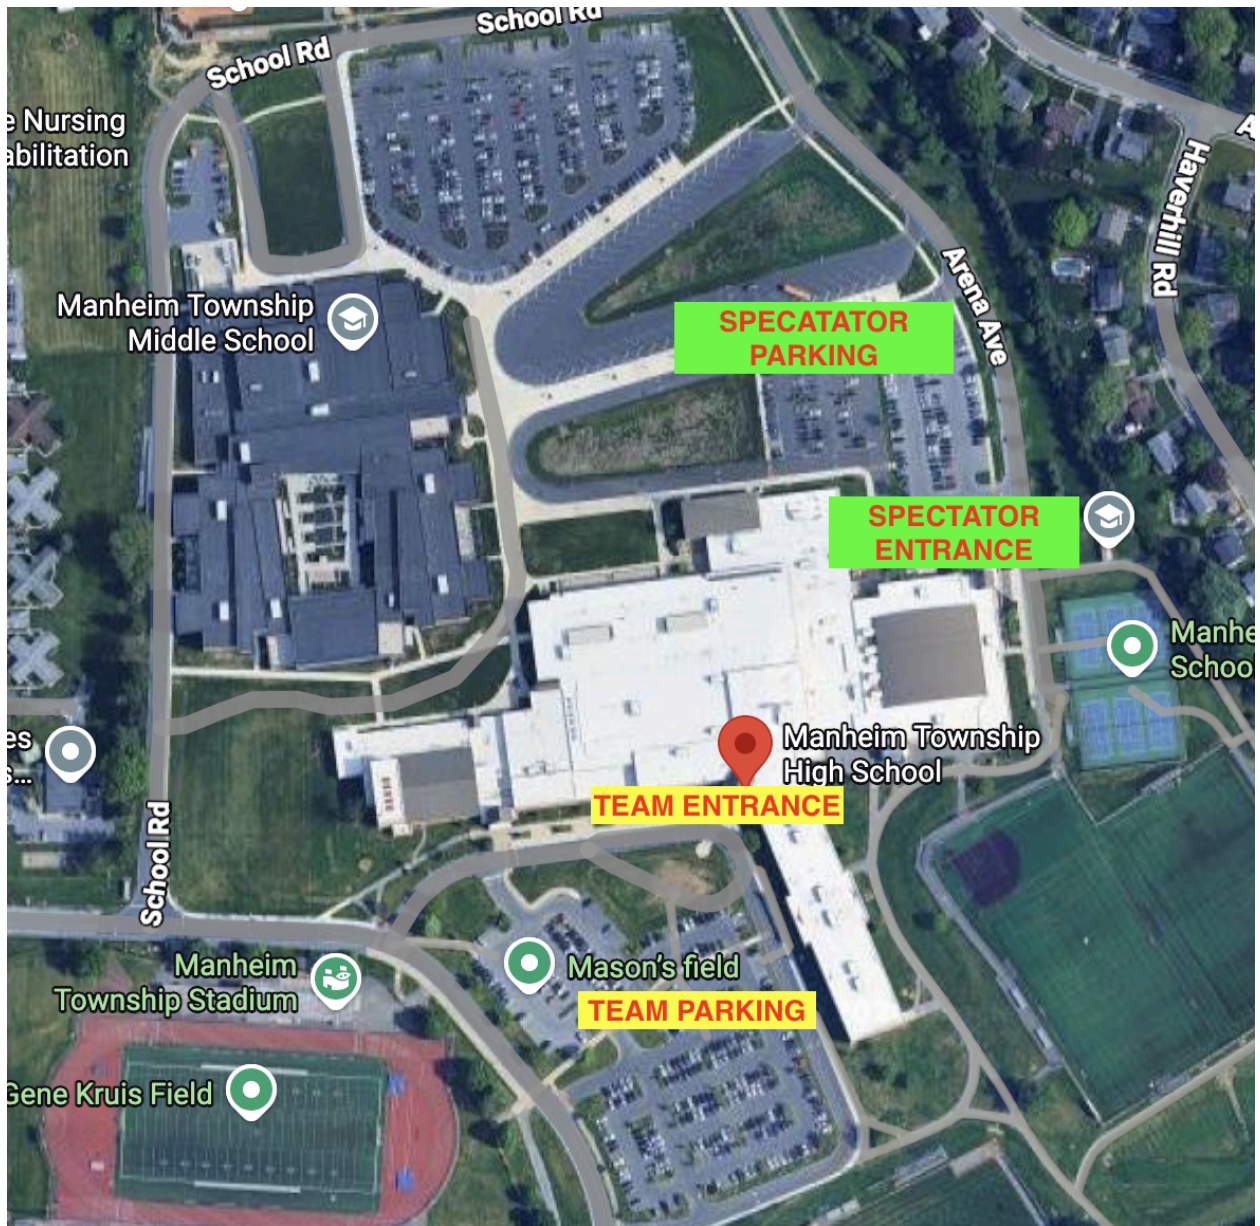 School Rd
School Rd
e Nursing
abilitation
Haverhill Rd
Arena Ave
Manheim Township
Middle School
SPECATATOR
PARKING
SPECTATOR
ENTRANCE
Manhe
Schoo
es
s...
Manheim Township
High School
TEAM ENTRANCE
School Rd
Manheim
Township Stadium
Mason's field
TEAM PARKING
Gene Kruis Field